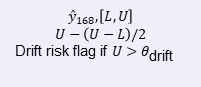 ŷ₁₆₈,[L, U]
U − (U − L)/2
Drift risk flag if U > θdrift